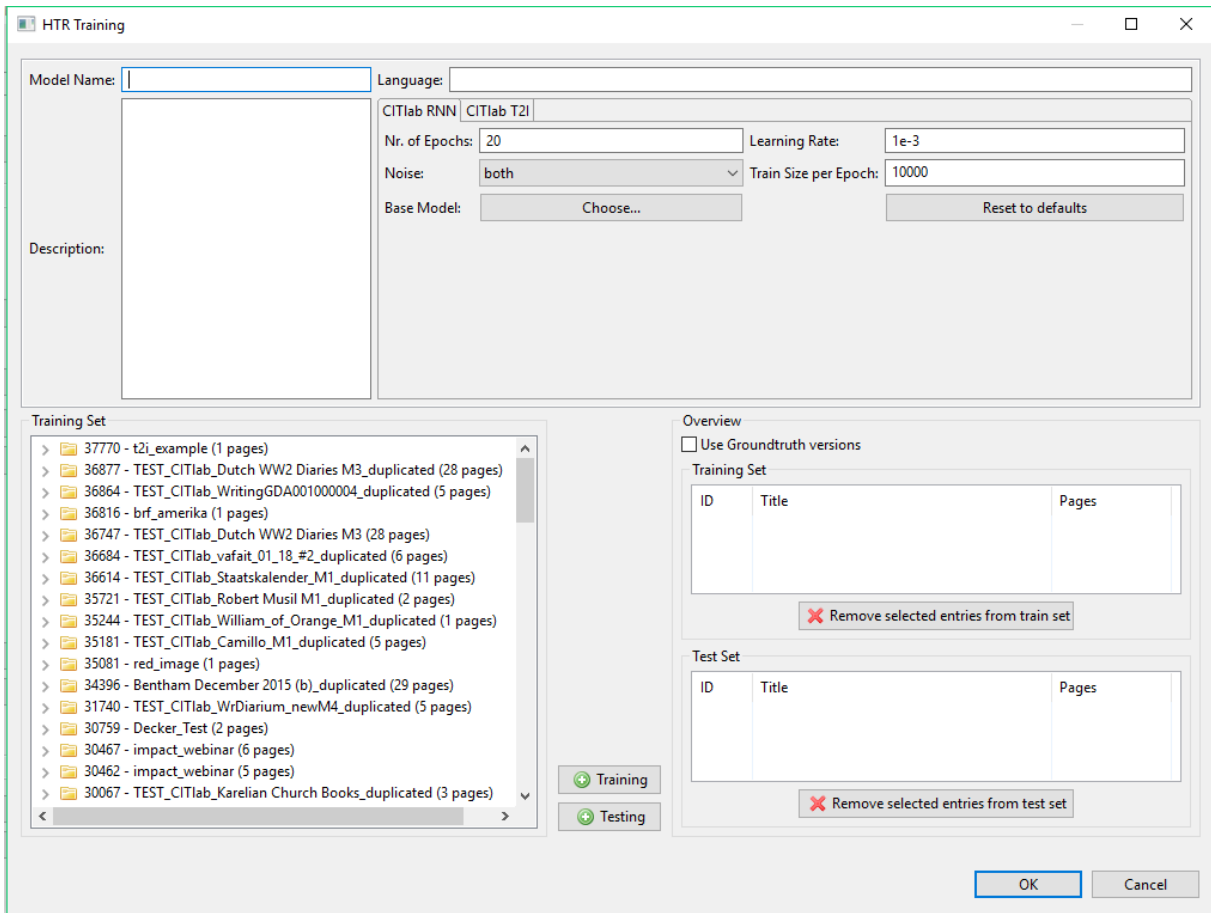 HTR Training
Model Name:
Language:
Description:
CITlab RNN CITlab T2I
Nr. of Epochs: 20 Learning Rate: 1e-3
Noise: both Train Size per Epoch: 10000
Base Model: Choose... Reset to defaults
Training Set
37770 - t2i_example (1 pages)
36877 - TEST_CITlab_Dutch WW2 Diaries M3_duplicated (28 pages)
36864 - TEST_CITlab_WritingGDA001000004_duplicated (5 pages)
36816 - brf_amerika (1 pages)
36747 - TEST_CITlab_Dutch WW2 Diaries M3 (28 pages)
36684 - TEST_CITlab_vafait_01_18_#2_duplicated (6 pages)
36614 - TEST_CITlab_Staatskalender_M1_duplicated (11 pages)
35721 - TEST_CITlab_Robert Musil M1_duplicated (2 pages)
35244 - TEST_CITlab_William_of_Orange_M1_duplicated (1 pages)
35181 - TEST_CITlab_Camillo_M1_duplicated (5 pages)
35081 - red_image (1 pages)
34396 - Bentham December 2015 (b)_duplicated (29 pages)
31740 - TEST_CITlab_WrDiarium_newM4_duplicated (5 pages)
30759 - Decker_Test (2 pages)
30467 - impact_webinar (6 pages)
30462 - impact_webinar (5 pages)
30067 - TEST_CITlab_Karelian Church Books_duplicated (3 pages)
Training
Testing
Overview
Use Groundtruth versions
Training Set
ID Title Pages
Remove selected entries from train set
Test Set
ID Title Pages
Remove selected entries from test set
OK Cancel